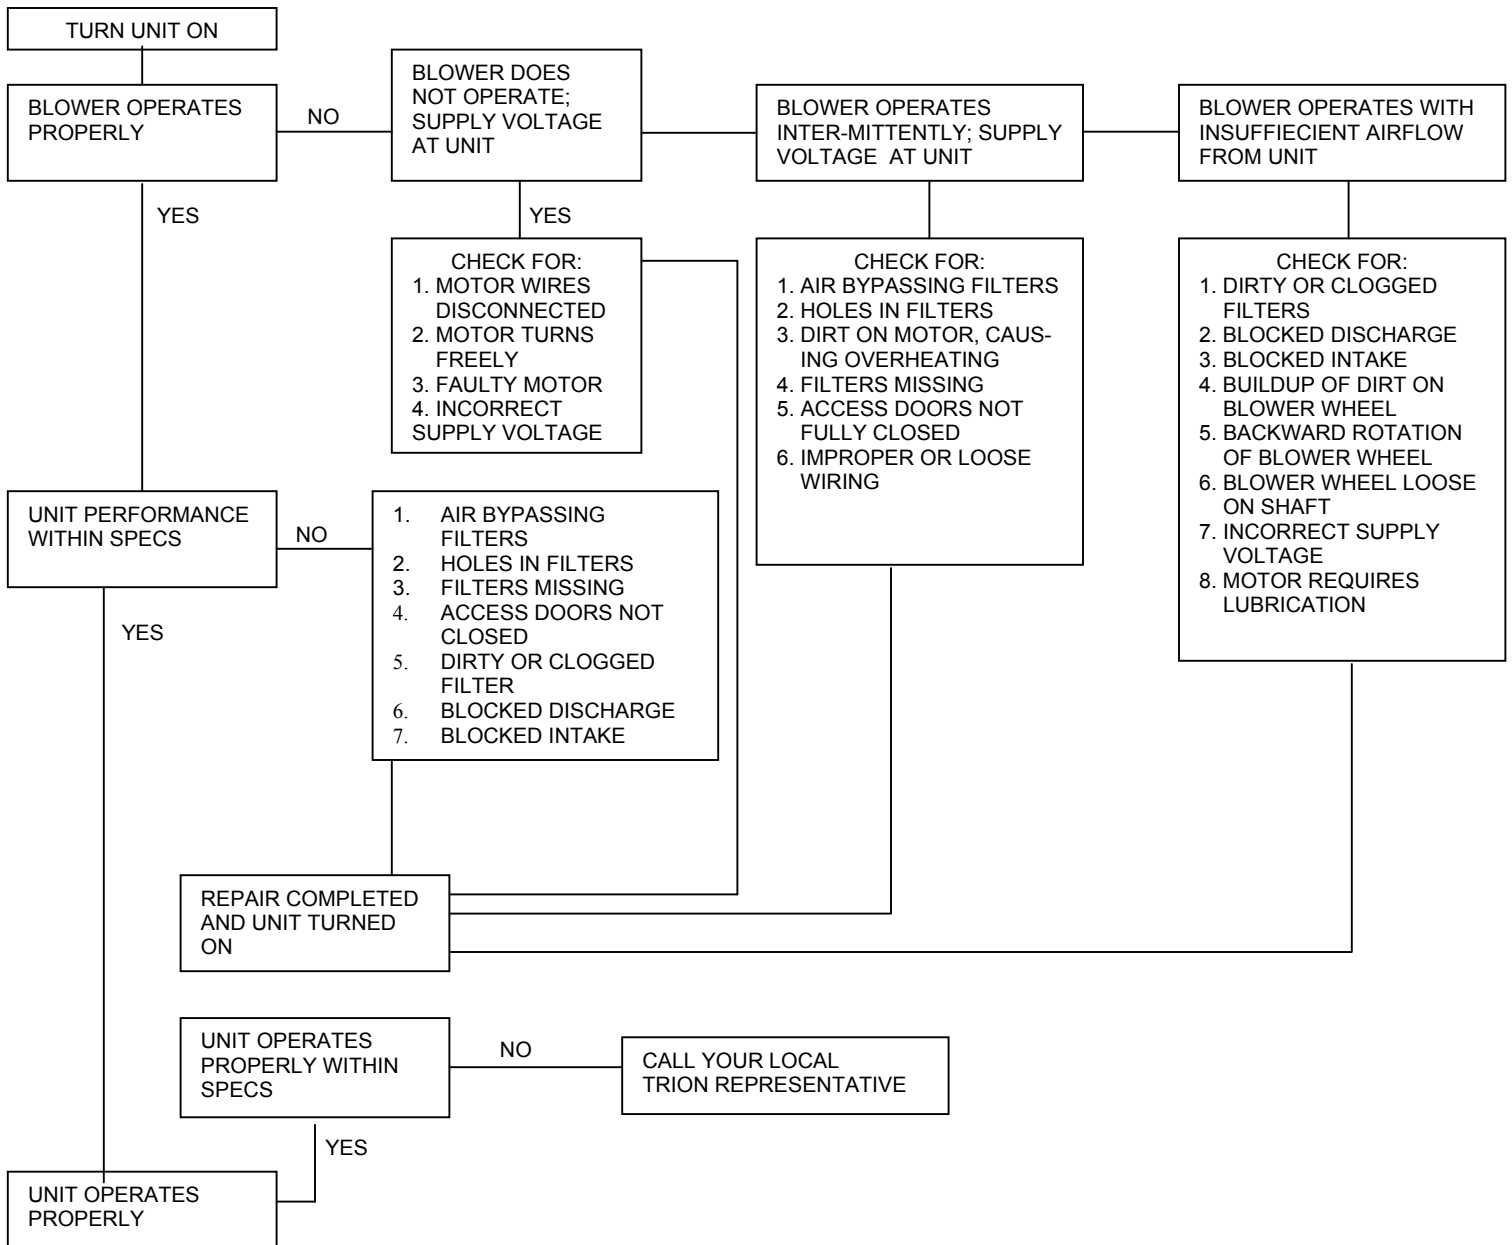 TURN UNIT ON
BLOWER OPERATES
PROPERLY
NO
BLOWER DOES
NOT OPERATE;
SUPPLY VOLTAGE
AT UNIT
BLOWER OPERATES
INTER-MITTENTLY; SUPPLY
VOLTAGE AT UNIT
BLOWER OPERATES WITH
INSUFFIECIENT AIRFLOW
FROM UNIT
YES
YES
CHECK FOR:
1. MOTOR WIRES
DISCONNECTED
2. MOTOR TURNS
FREELY
3. FAULTY MOTOR
4. INCORRECT
SUPPLY VOLTAGE
CHECK FOR:
1. AIR BYPASSING FILTERS
2. HOLES IN FILTERS
3. DIRT ON MOTOR, CAUS-
ING OVERHEATING
4. FILTERS MISSING
5. ACCESS DOORS NOT
FULLY CLOSED
6. IMPROPER OR LOOSE
WIRING
CHECK FOR:
1. DIRTY OR CLOGGED
FILTERS
2. BLOCKED DISCHARGE
3. BLOCKED INTAKE
4. BUILDUP OF DIRT ON
BLOWER WHEEL
5. BACKWARD ROTATION
OF BLOWER WHEEL
6. BLOWER WHEEL LOOSE
ON SHAFT
7. INCORRECT SUPPLY
VOLTAGE
8. MOTOR REQUIRES
LUBRICATION
UNIT PERFORMANCE
WITHIN SPECS
NO
1. AIR BYPASSING
FILTERS
2. HOLES IN FILTERS
3. FILTERS MISSING
4. ACCESS DOORS NOT
CLOSED
5. DIRTY OR CLOGGED
FILTER
6. BLOCKED DISCHARGE
7. BLOCKED INTAKE
YES
REPAIR COMPLETED
AND UNIT TURNED
ON
UNIT OPERATES
PROPERLY WITHIN
SPECS
NO
CALL YOUR LOCAL
TRION REPRESENTATIVE
YES
UNIT OPERATES
PROPERLY